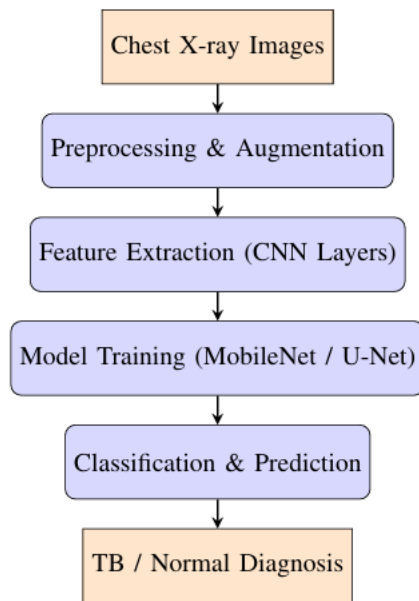 Chest X-ray Images
Preprocessing & Augmentation
Feature Extraction (CNN Layers)
Model Training (MobileNet / U-Net)
Classification & Prediction
TB / Normal Diagnosis